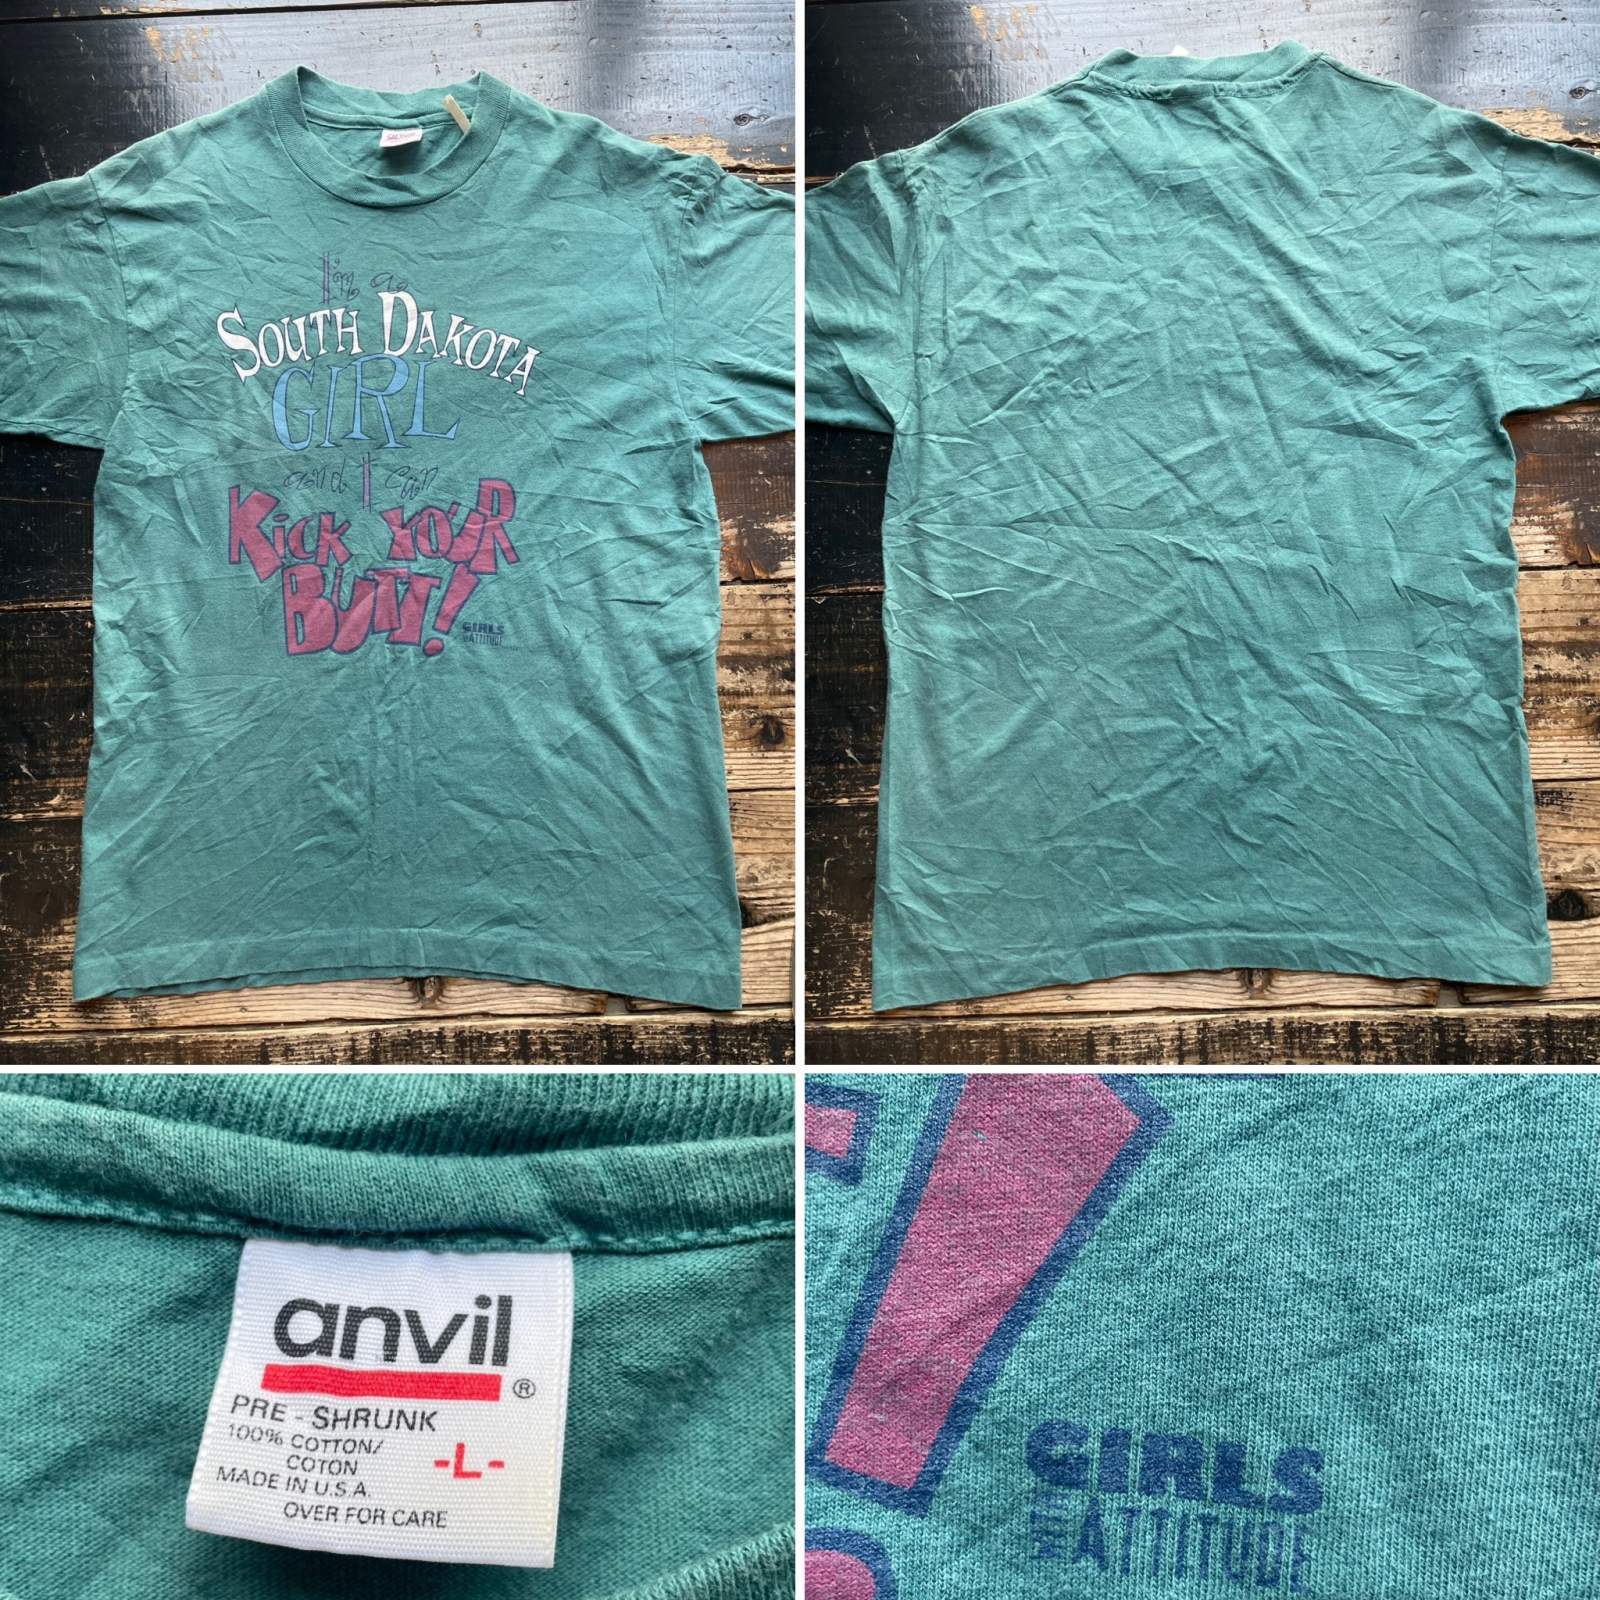 I'm a
SOUTH DAKOTA
GIRL
and I can
KiCK YOUR
BUTT!
GIRLS
WITH ATTITUDE
anvil
anvil®
PRE - SHRUNK
100% COTTON/
COTON
-L-
MADE IN U.S.A.
OVER FOR CARE
GIRLS
WITH ATTITUDE